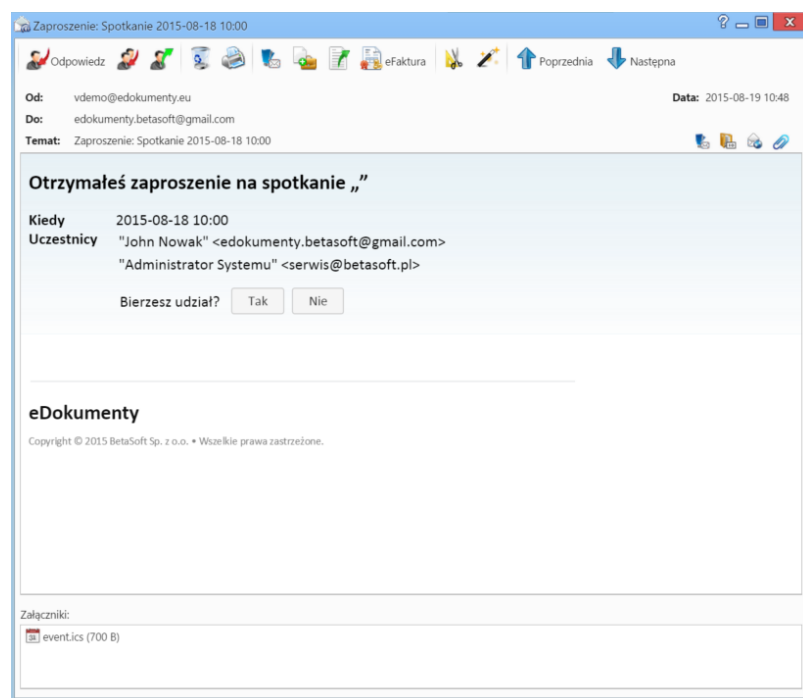 Zaproszenie: Spotkanie 2015-08-18 10:00
Odpowiedz eFaktura Poprzednia Następna
Od: vdemo@edokumenty.eu Data: 2015-08-19 10:48
Do: edokumenty.betasoft@gmail.com
Temat: Zaproszenie: Spotkanie 2015-08-18 10:00
Otrzymałeś zaproszenie na spotkanie „”
Kiedy 2015-08-18 10:00
Uczestnicy "John Nowak" <edokumenty.betasoft@gmail.com>
"Administrator Systemu" <serwis@betasoft.pl>
Bierzesz udział? Tak Nie
eDokumenty
Copyright © 2015 BetaSoft Sp. z o.o. • Wszelkie prawa zastrzeżone.
Załączniki:
event.ics (700 B)